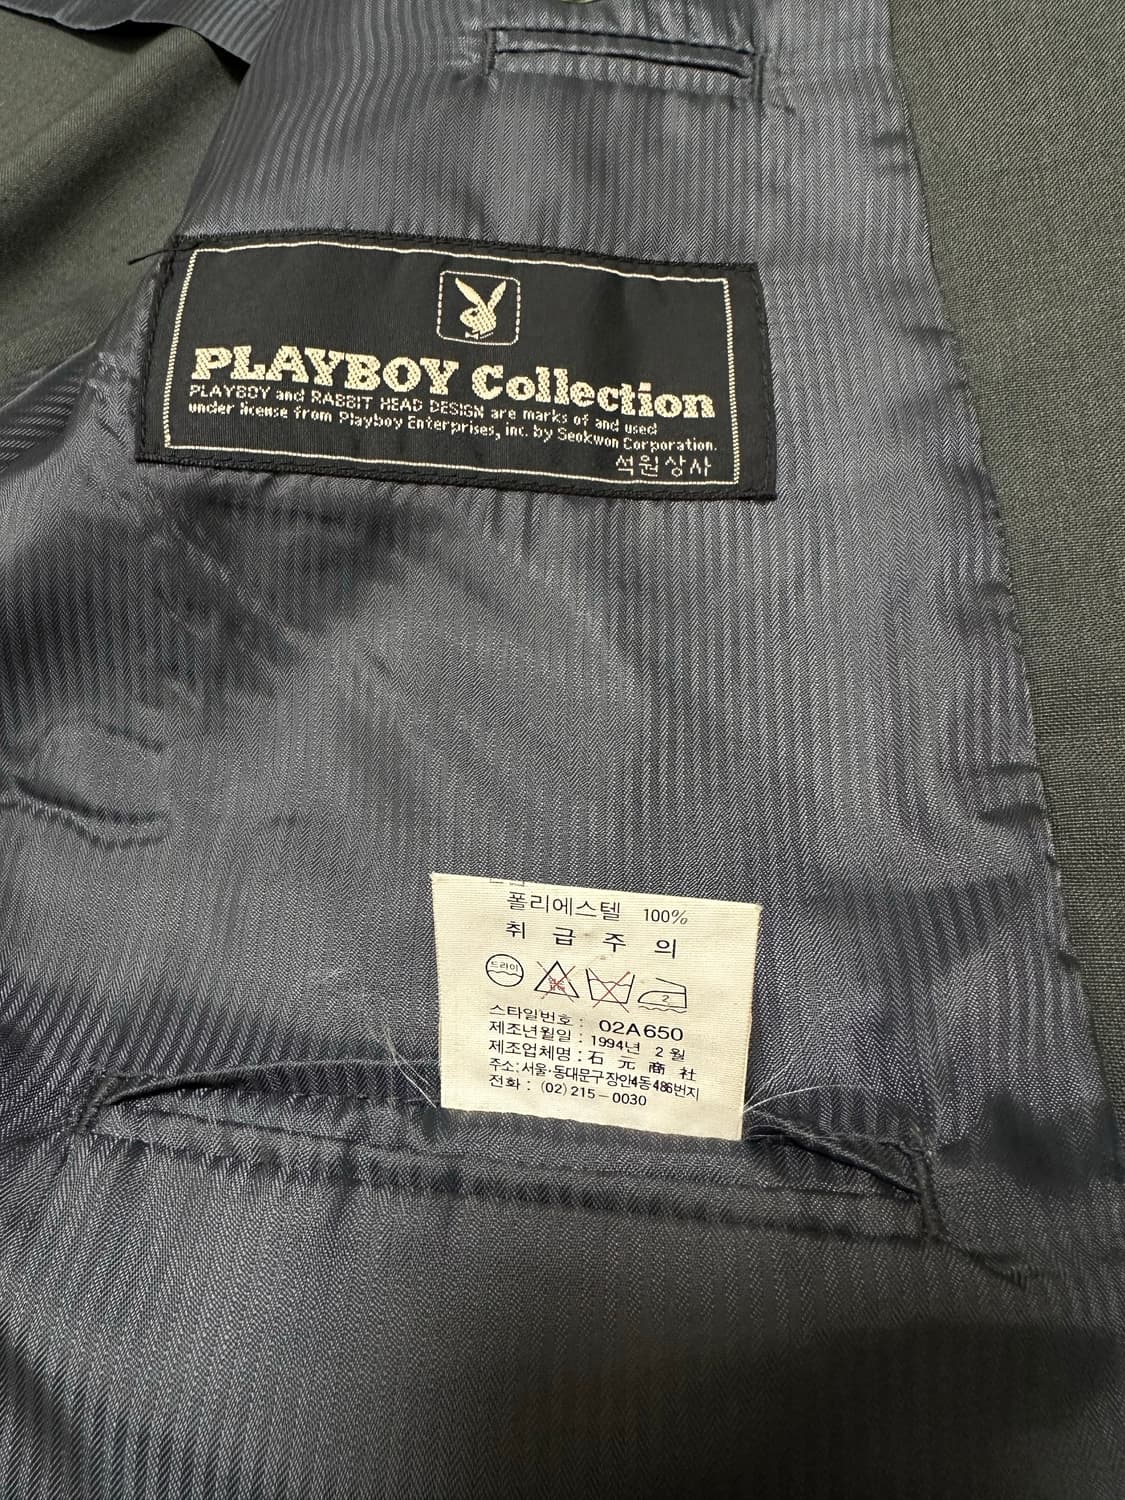 PLAYBOY Collection
PLAYBOY and RABBIT HEAD DESIGN are marks of and used
under license from Playboy Enterprises, inc. by Seokwon Corporation.
석원상사
폴리에스텔 100%
취급주의
드라이
2
스타일번호 : 02A650
제조년월일 : 1994년 2월
제조업체명 : 石元商社
주소: 서울·동대문구장안4동486번지
전화 : (02)215-0030